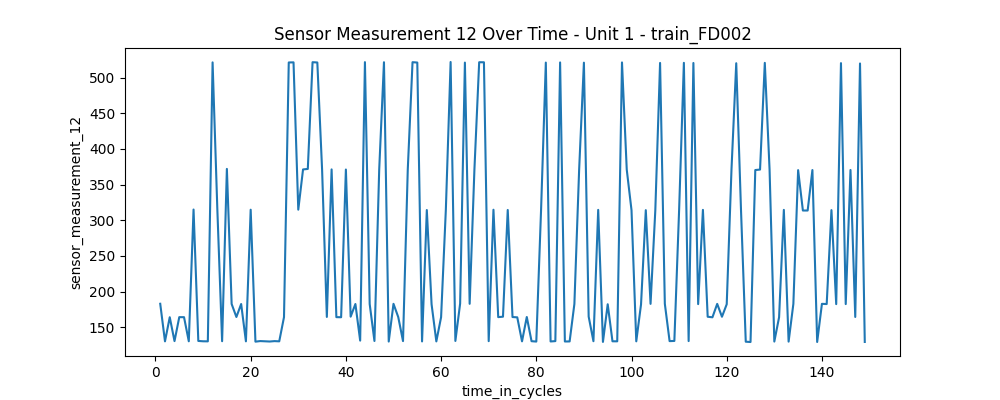 Sensor Measurement 12 Over Time - Unit 1 - train_FD002
sensor_measurement_12
500
450
400
350
300
250
200
150
0 20 40 60 80 100 120 140
time_in_cycles